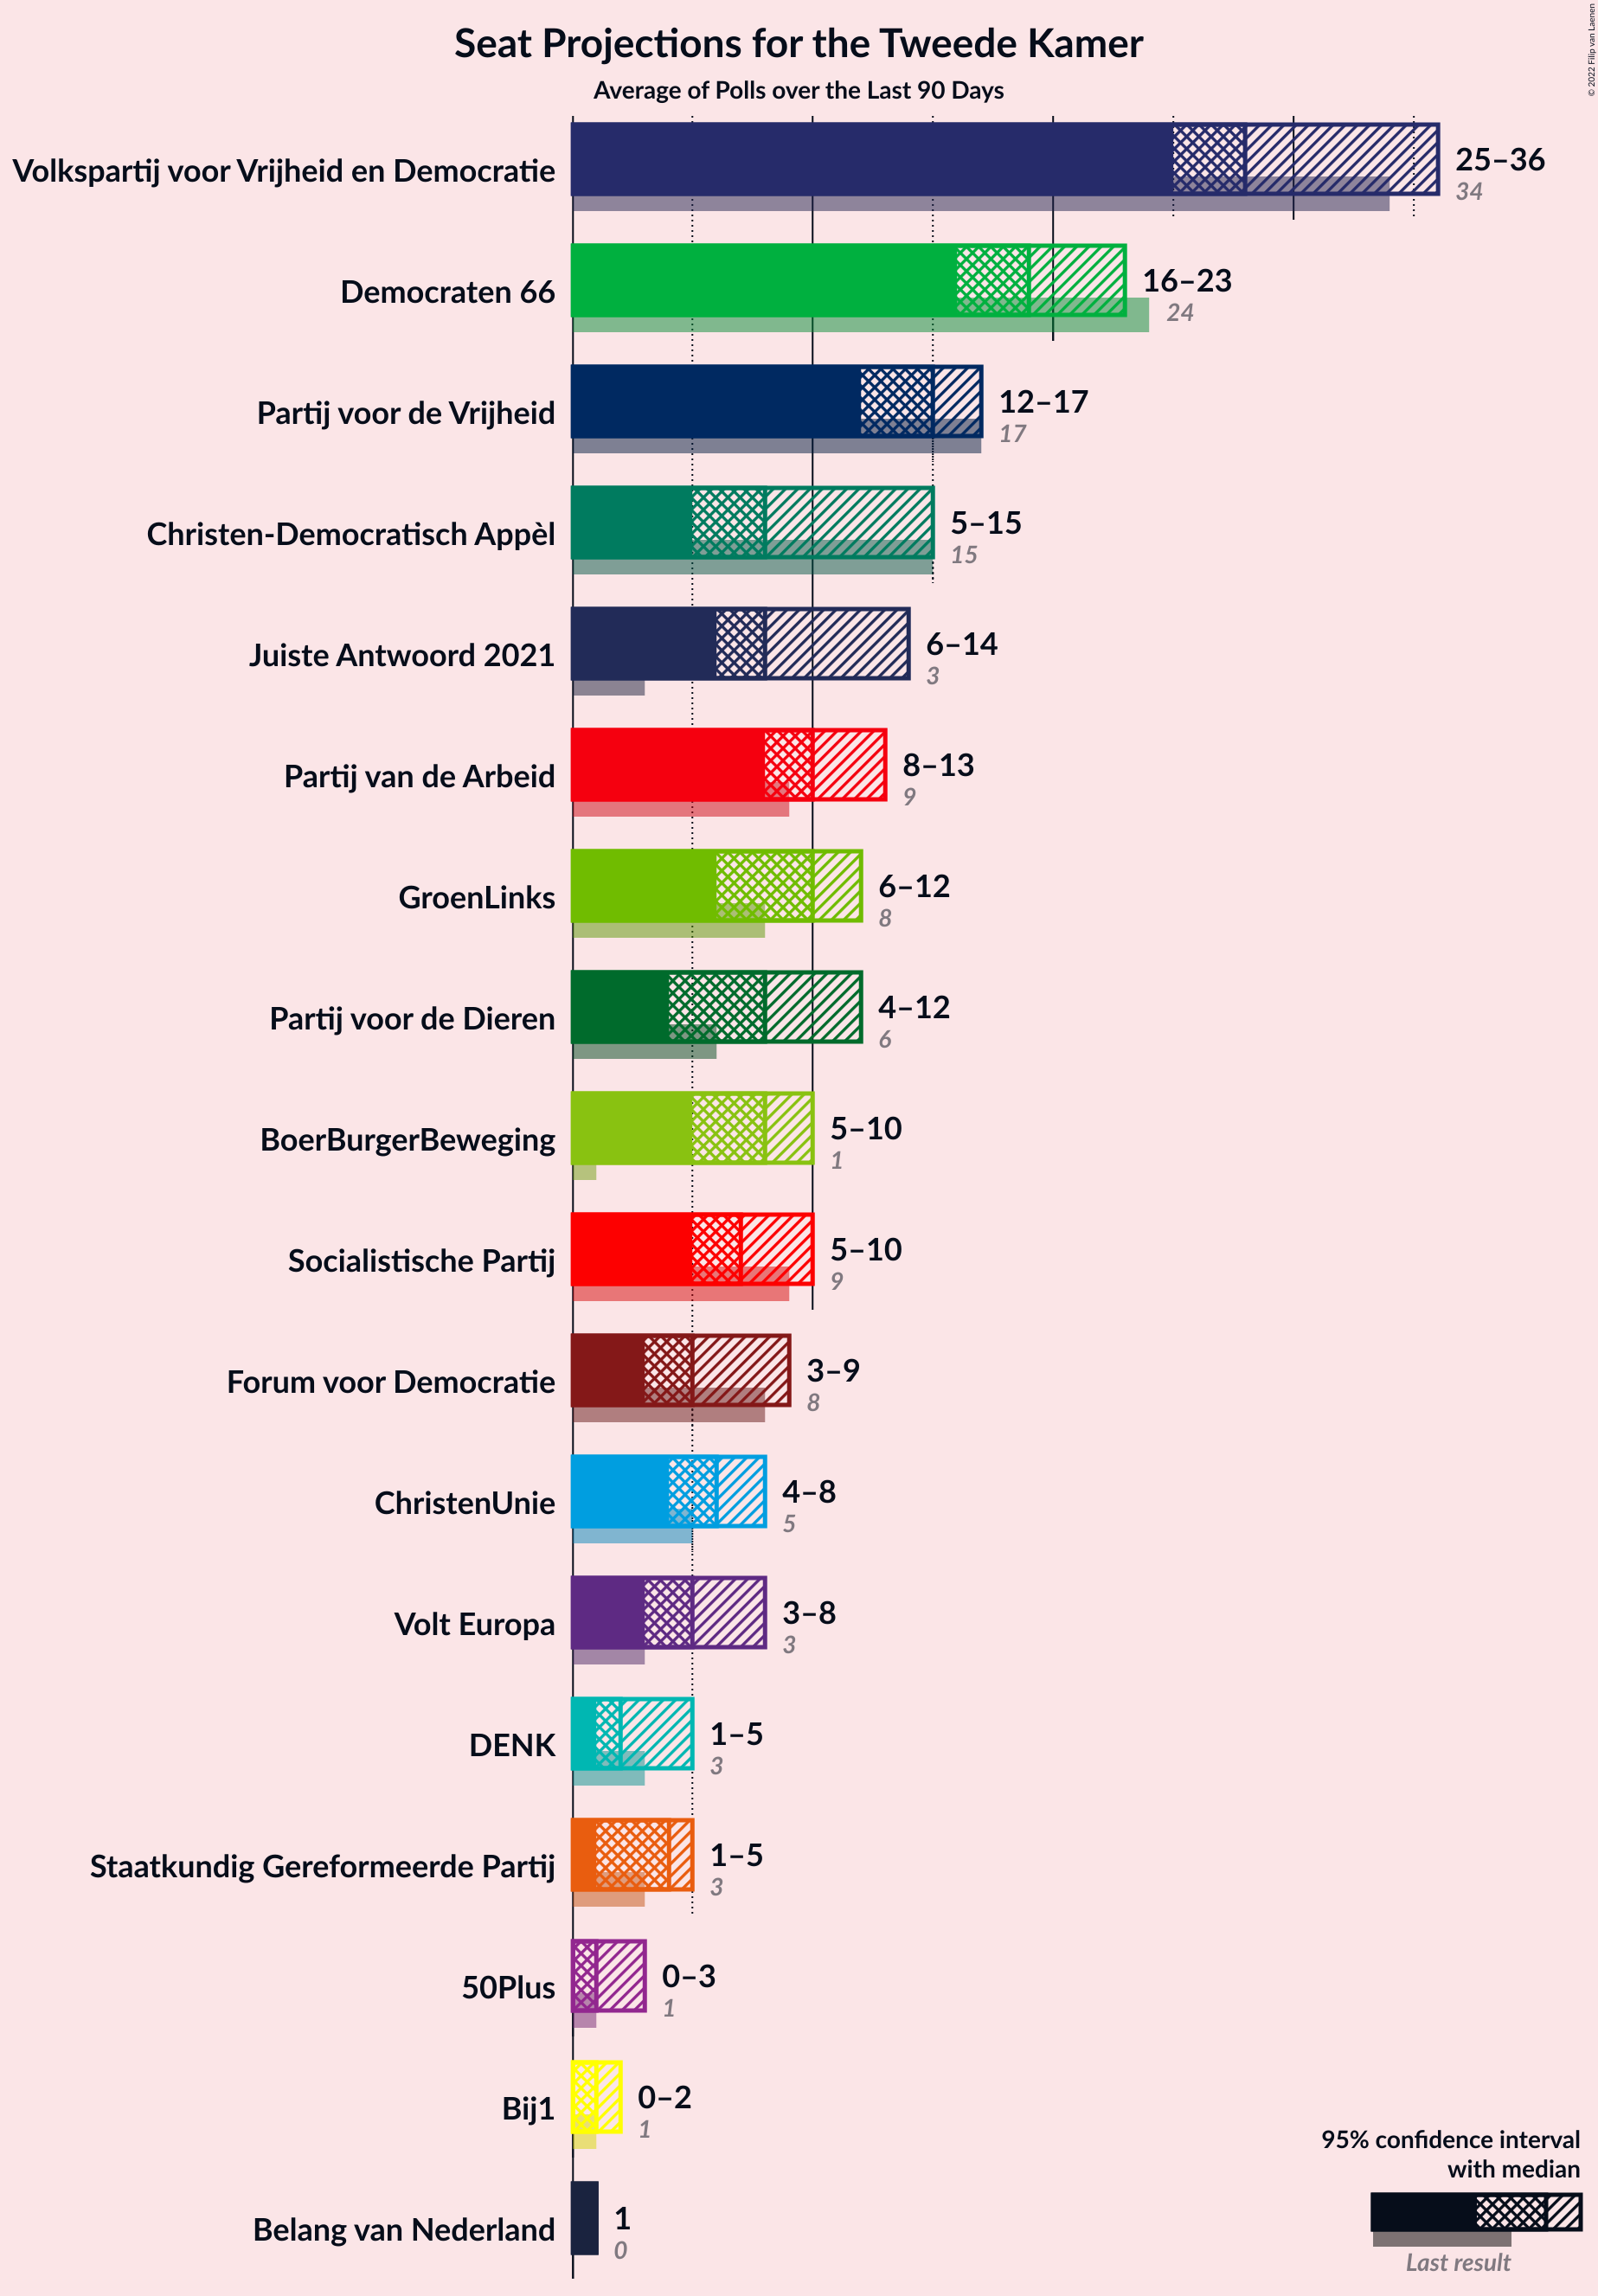 Seat Projections for the Tweede Kamer
Average of Polls over the Last 90 Days
© 2022 Filip van Laenen
Volkspartij voor Vrijheid en Democratie
25–36
34
Democraten 66
16–23
24
Partij voor de Vrijheid
12–17
17
Christen-Democratisch Appèl
5–15
15
Juiste Antwoord 2021
6–14
3
Partij van de Arbeid
8–13
9
GroenLinks
6–12
8
Partij voor de Dieren
4–12
6
BoerBurgerBeweging
5–10
1
Socialistische Partij
5–10
9
Forum voor Democratie
3–9
8
ChristenUnie
4–8
5
Volt Europa
3–8
3
DENK
1–5
3
Staatkundig Gereformeerde Partij
1–5
3
50Plus
0–3
1
Bij1
0–2
1
Belang van Nederland
1
0
95% confidence interval
with median
Last result